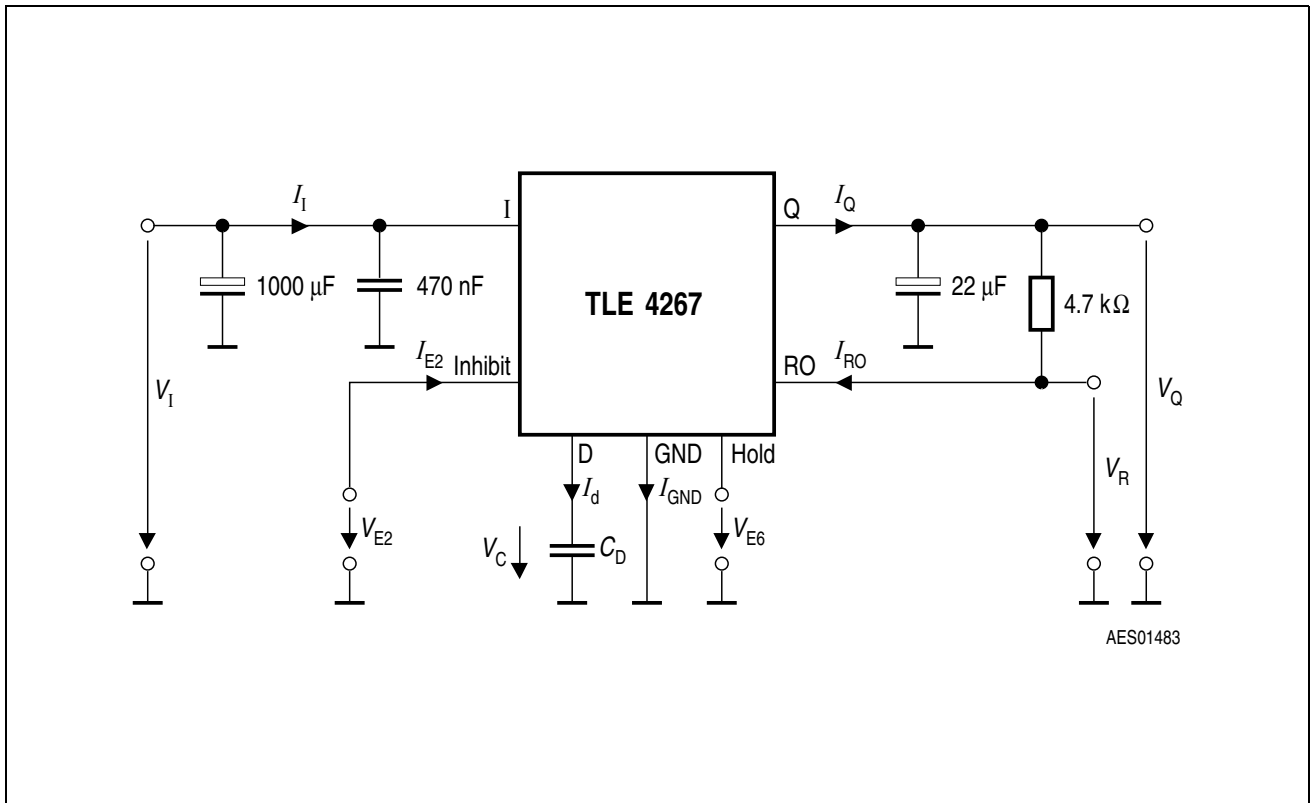 I_I
I
Q
I_Q
1000 µF
470 nF
TLE 4267
22 µF
4.7 kΩ
I_E2
Inhibit
RO
I_RO
V_I
V_Q
D
GND
Hold
V_R
I_d
I_GND
V_E2
V_C
C_D
V_E6
AES01483